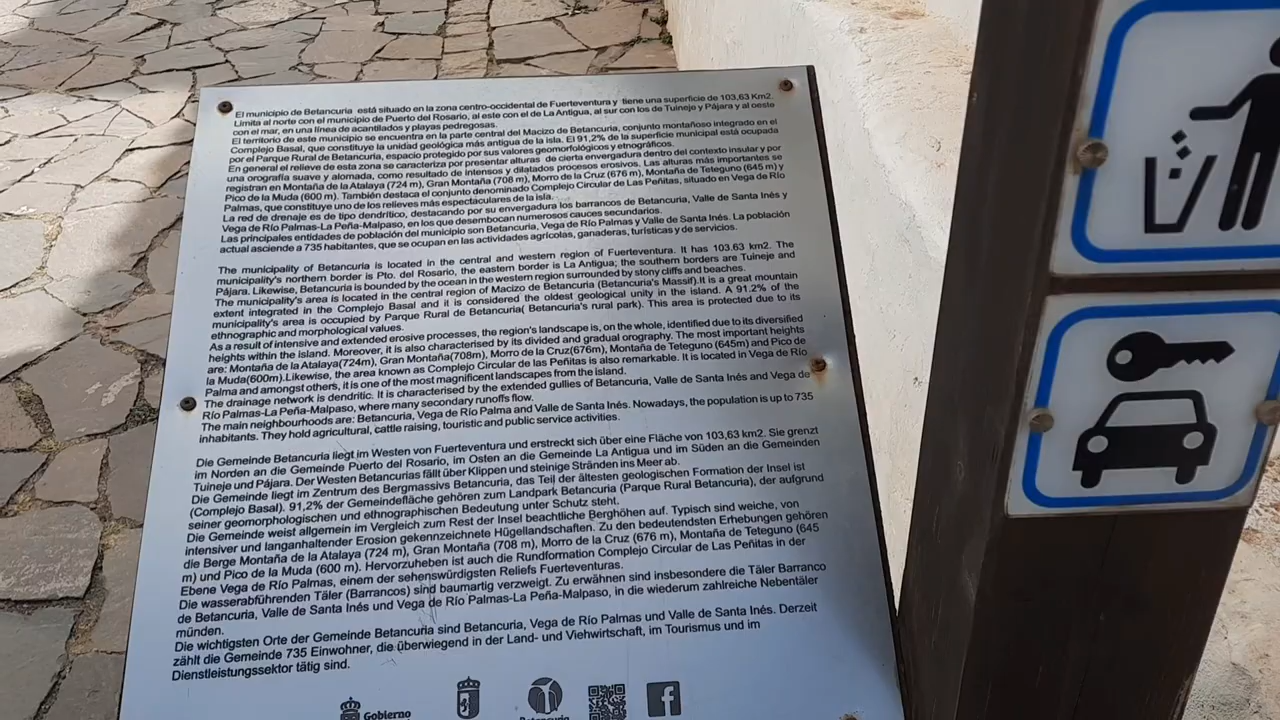 El municipio de Betancuria está situado en la zona centro-occidental de Fuerteventura y tiene una superficie de 103,63 Km2.
Limita al norte con el municipio de Puerto del Rosario, al este con el de La Antigua, al sur con los de Tuineje y Pájara y al oeste
con el mar, en una línea de acantilados y playas pedregosas.
El territorio de este municipio se encuentra en la parte central del Macizo de Betancuria, conjunto montañoso integrado en el
Complejo Basal, que constituye la unidad geológica más antigua de la isla. El 91,2% de la superficie municipal está ocupada
por el Parque Rural de Betancuria, espacio protegido por sus valores geomorfológicos y etnográficos.
En general el relieve de esta zona se caracteriza por presentar alturas de cierta envergadura dentro del contexto insular y por
una orografía suave y alomada, como resultado de intensos y dilatados procesos erosivos. Las alturas más importantes se
registran en Montaña de la Atalaya (724 m), Gran Montaña (708 m), Morro de la Cruz (676 m), Montaña de Teteguno (645 m) y
Pico de la Muda (600 m). También destaca el conjunto denominado Complejo Circular de Las Peñitas, situado en Vega de Río
Palmas, que constituye uno de los relieves más espectaculares de la isla.
La red de drenaje es de tipo dendrítico, destacando por su envergadura los barrancos de Betancuria, Valle de Santa Inés y
Vega de Río Palmas-La Peña-Malpaso, en los que desembocan numerosos cauces secundarios.
Las principales entidades de población del municipio son Betancuria, Vega de Río Palmas y Valle de Santa Inés. La población
actual asciende a 735 habitantes, que se ocupan en las actividades agrícolas, ganaderas, turísticas y de servicios.
The municipality of Betancuria is located in the central and western region of Fuerteventura. It has 103.63 km2. The
municipality's northern border is Pto. del Rosario, the eastern border is La Antigua; the southern borders are Tuineje and
Pájara. Likewise, Betancuria is bounded by the ocean in the western region surrounded by stony cliffs and beaches.
The municipality's area is located in the central region of Macizo de Betancuria (Betancuria's Massif).It is a great mountain
extent integrated in the Complejo Basal and it is considered the oldest geological unity in the island. A 91.2% of the
municipality's area is occupied by Parque Rural de Betancuria( Betancuria's rural park). This area is protected due to its
ethnographic and morphological values.
As a result of intensive and extended erosive processes, the region's landscape is, on the whole, identified due to its diversified
heights within the island. Moreover, it is also characterised by its divided and gradual orography. The most important heights
are: Montaña de la Atalaya(724m), Gran Montaña(708m), Morro de la Cruz(676m), Montaña de Teteguno (645m) and Pico de
la Muda(600m).Likewise, the area known as Complejo Circular de las Peñitas is also remarkable. It is located in Vega de Río
Palma and amongst others, it is one of the most magnificent landscapes from the island.
The drainage network is dendritic. It is characterised by the extended gullies of Betancuria, Valle de Santa Inés and Vega de
Río Palmas-La Peña-Malpaso, where many secondary runoffs flow.
The main neighbourhoods are: Betancuria, Vega de Río Palma and Valle de Santa Inés. Nowadays, the population is up to 735
inhabitants. They hold agricultural, cattle raising, touristic and public service activities.
Die Gemeinde Betancuria liegt im Westen von Fuerteventura und erstreckt sich über eine Fläche von 103,63 km2. Sie grenzt
im Norden an die Gemeinde Puerto del Rosario, im Osten an die Gemeinde La Antigua und im Süden an die Gemeinden
Tuineje und Pájara. Der Westen Betancurias fällt über Klippen und steinige Stränden ins Meer ab.
Die Gemeinde liegt im Zentrum des Bergmassivs Betancuria, das Teil der ältesten geologischen Formation der Insel ist
(Complejo Basal). 91,2% der Gemeindefläche gehören zum Landpark Betancuria (Parque Rural Betancuria), der aufgrund
seiner geomorphologischen und ethnographischen Bedeutung unter Schutz steht.
Die Gemeinde weist allgemein im Vergleich zum Rest der Insel beachtliche Berghöhen auf. Typisch sind weiche, von
intensiver und langanhaltender Erosion gekennzeichnete Hügellandschaften. Zu den bedeutendsten Erhebungen gehören
die Berge Montaña de la Atalaya (724 m), Gran Montaña (708 m), Morro de la Cruz (676 m), Montaña de Teteguno (645
m) und Pico de la Muda (600 m). Hervorzuheben ist auch die Rundformation Complejo Circular de Las Peñitas in der
Ebene Vega de Río Palmas, einem der sehenswürdigsten Reliefs Fuerteventuras.
Die wasserabführenden Täler (Barrancos) sind baumartig verzweigt. Zu erwähnen sind insbesondere die Täler Barranco
de Betancuria, Valle de Santa Inés und Vega de Río Palmas-La Peña-Malpaso, in die wiederum zahlreiche Nebentäler
münden.
Die wichtigsten Orte der Gemeinde Betancuria sind Betancuria, Vega de Río Palmas und Valle de Santa Inés. Derzeit
zählt die Gemeinde 735 Einwohner, die überwiegend in der Land- und Viehwirtschaft, im Tourismus und im
Dienstleistungssektor tätig sind.
Gobierno
Betancuria